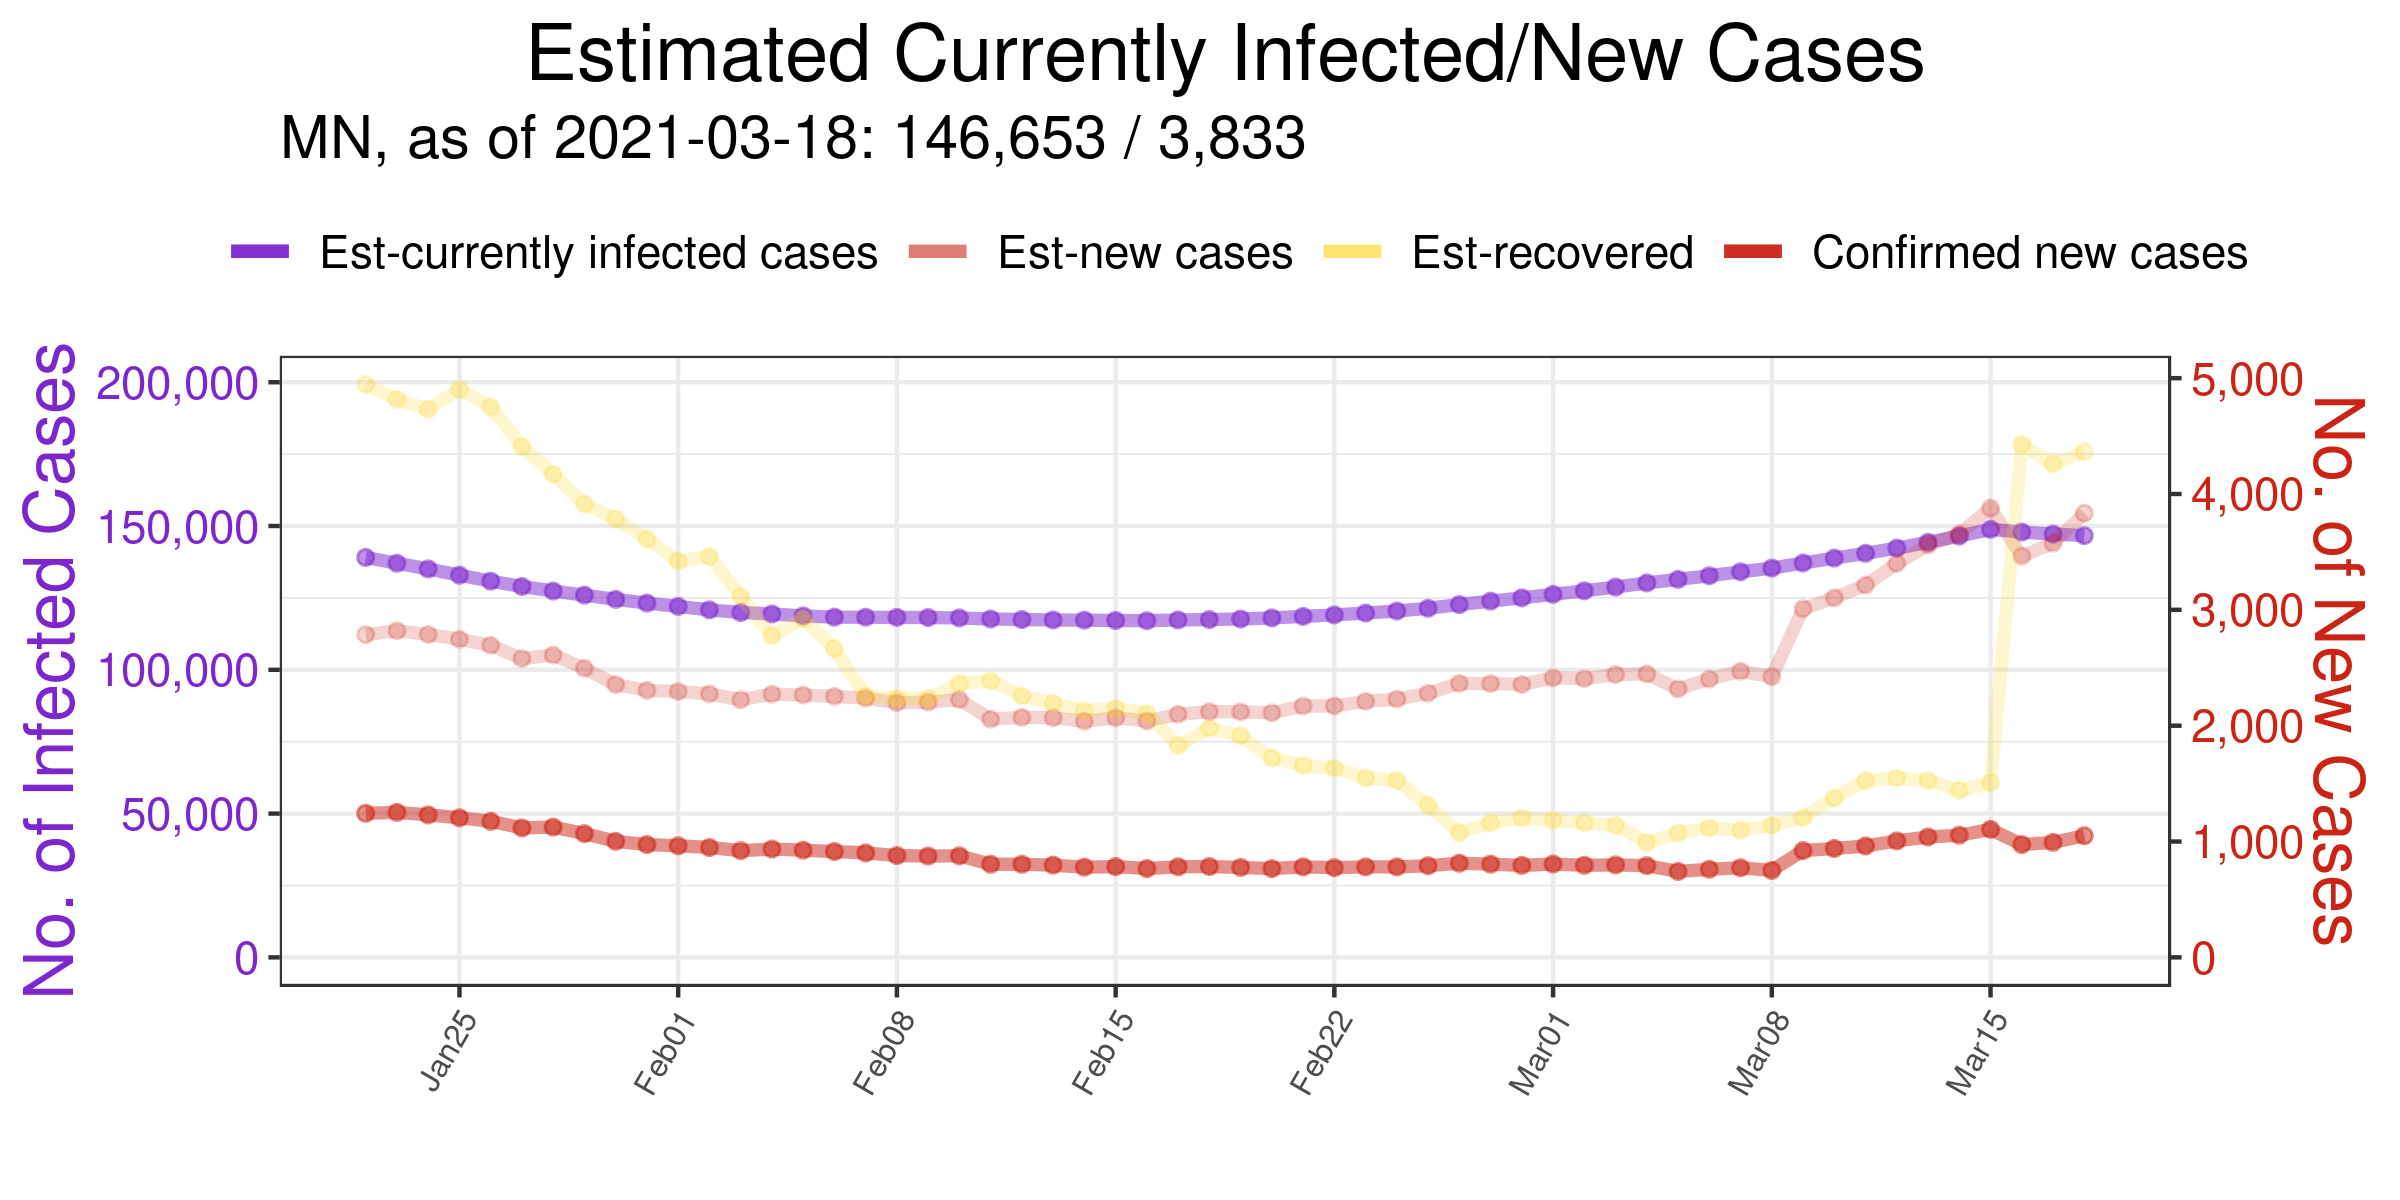 Estimated Currently Infected/New Cases
MN, as of 2021-03-18: 146,653 / 3,833
Est-currently infected cases Est-new cases Est-recovered Confirmed new cases
No. of Infected Cases
200,000
150,000
100,000
50,000
0
5,000
4,000
3,000
2,000
1,000
0
No. of New Cases
Jan25 Feb01 Feb08 Feb15 Feb22 Mar01 Mar08 Mar15